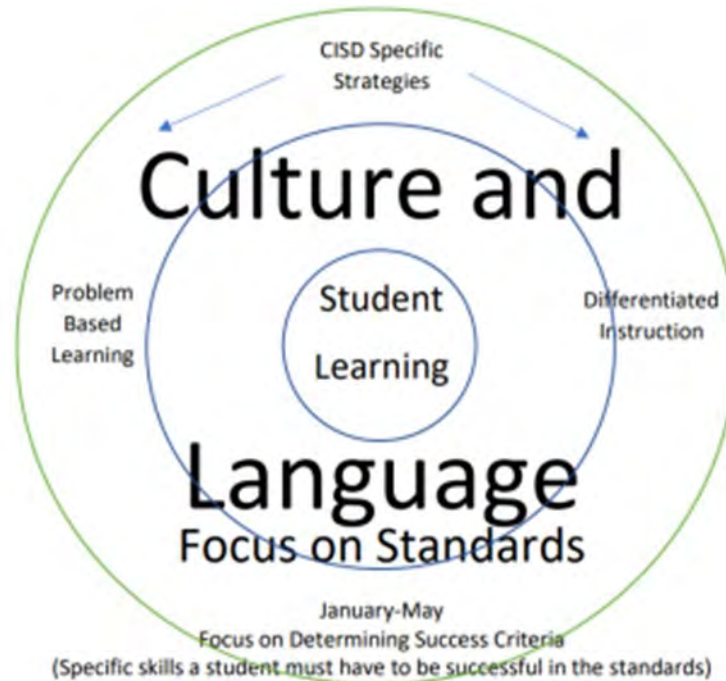 CISD Specific
Strategies
Culture and
Problem
Based
Learning
Student
Learning
Differentiated
Instruction
Language
Focus on Standards
January-May
Focus on Determining Success Criteria
(Specific skills a student must have to be successful in the standards)